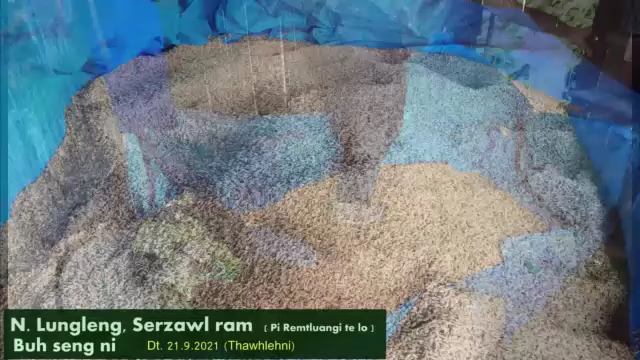 N. Lungleng, Serzawl ram ( Pi Remtluangi te lo )
Buh seng ni Dt. 21.9.2021 (Thawhlehni)